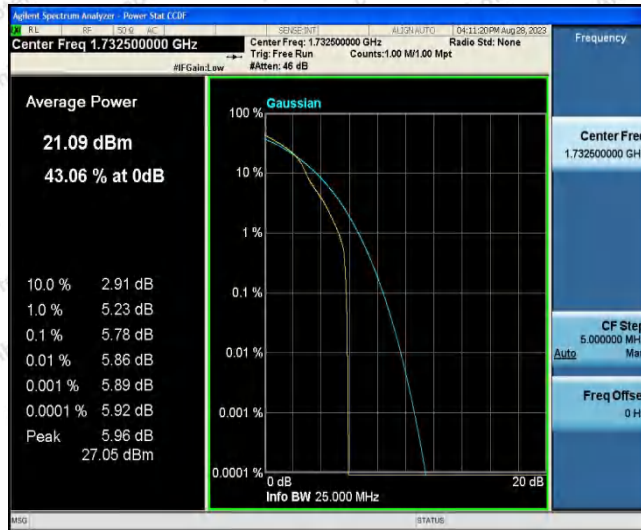 Agilent Spectrum Analyzer - Power Stat CCDF
RL RF 50 Ω AC SENSE:INT ALIGN AUTO 04:11:20 PM Aug 28, 2023
Center Freq 1.732500000 GHz
Center Freq: 1.732500000 GHz Radio Std: None
Trig: Free Run Counts:1.00 M/1.00 Mpt
#IFGain:Low #Atten: 46 dB
Frequency
Average Power
21.09 dBm
43.06 % at 0dB
10.0 % 2.91 dB
1.0 % 5.23 dB
0.1 % 5.78 dB
0.01 % 5.86 dB
0.001 % 5.89 dB
0.0001 % 5.92 dB
Peak 5.96 dB
27.05 dBm
Gaussian
100 %
10 %
1 %
0.1 %
0.01 %
0.001 %
0.0001 %
0 dB 20 dB
Info BW 25.000 MHz
Center Fre
1.732500000 GH
CF Step
5.000000 MH
Auto Ma
Freq Offse
0 H
MSG STATUS